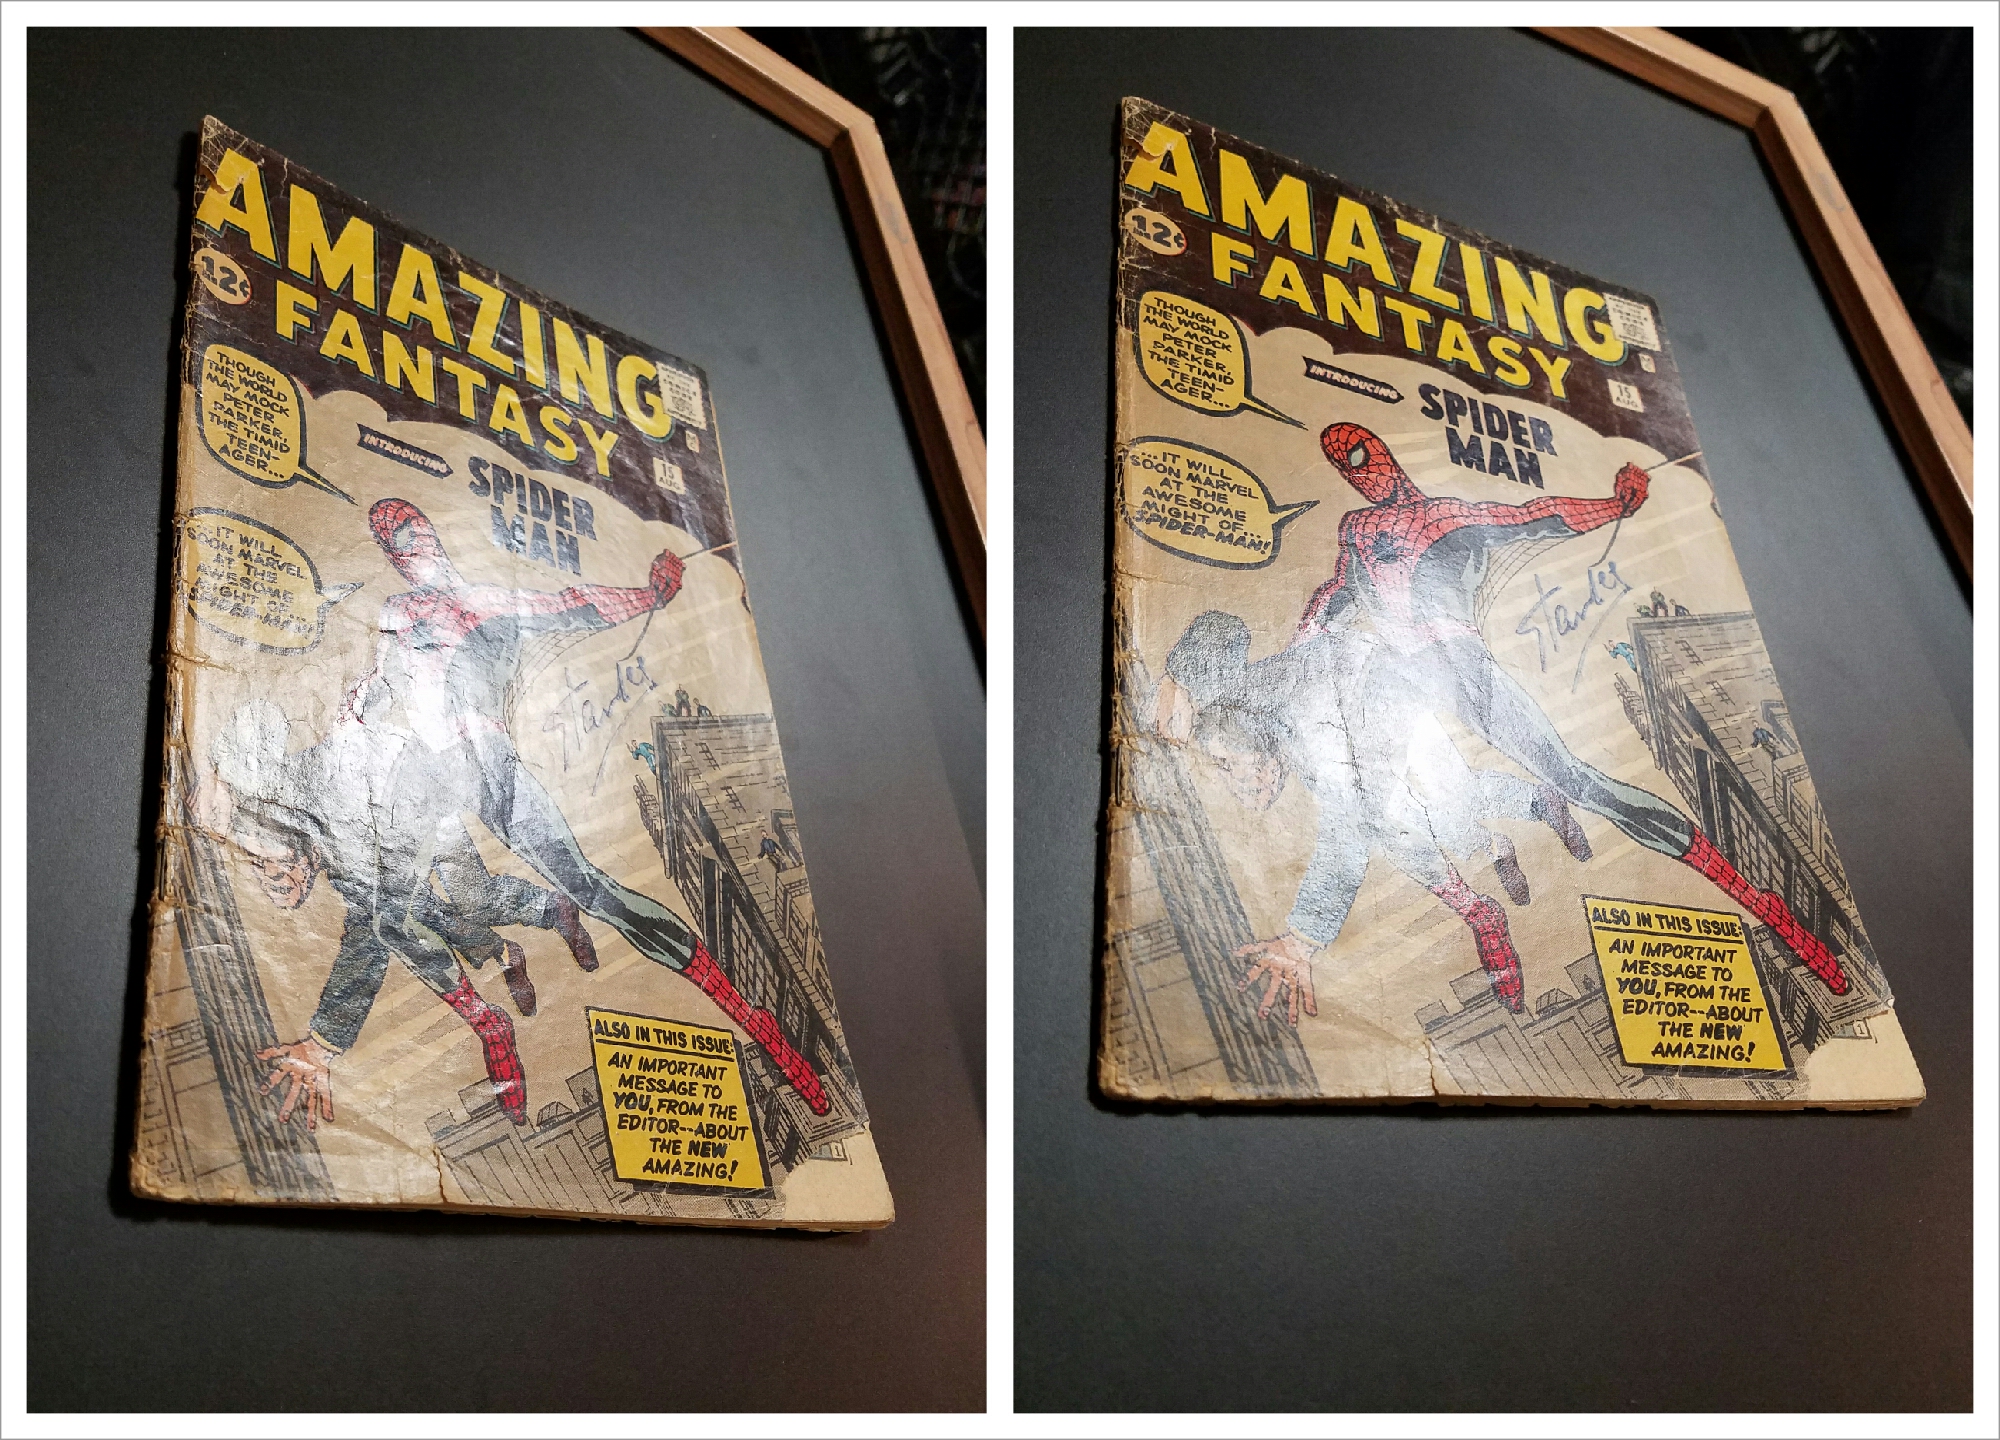 AMAZING
FANTASY
12¢
15
AUG.
INTRODUCING
SPIDER
MAN
THOUGH
THE WORLD
MAY MOCK
PETER
PARKER,
THE TIMID
TEEN-
AGER...
...IT WILL
SOON MARVEL
AT THE
AWESOME
MIGHT OF...
SPIDER-MAN!
Stan Lee
ALSO IN THIS ISSUE:
AN IMPORTANT
MESSAGE TO
YOU, FROM THE
EDITOR--ABOUT
THE NEW
AMAZING!
1
AMAZING
FANTASY
12¢
15
AUG.
INTRODUCING
SPIDER
MAN
THOUGH
THE WORLD
MAY MOCK
PETER
PARKER,
THE TIMID
TEEN-
AGER...
...IT WILL
SOON MARVEL
AT THE
AWESOME
MIGHT OF...
SPIDER-MAN!
Stan Lee
ALSO IN THIS ISSUE:
AN IMPORTANT
MESSAGE TO
YOU, FROM THE
EDITOR--ABOUT
THE NEW
AMAZING!
1